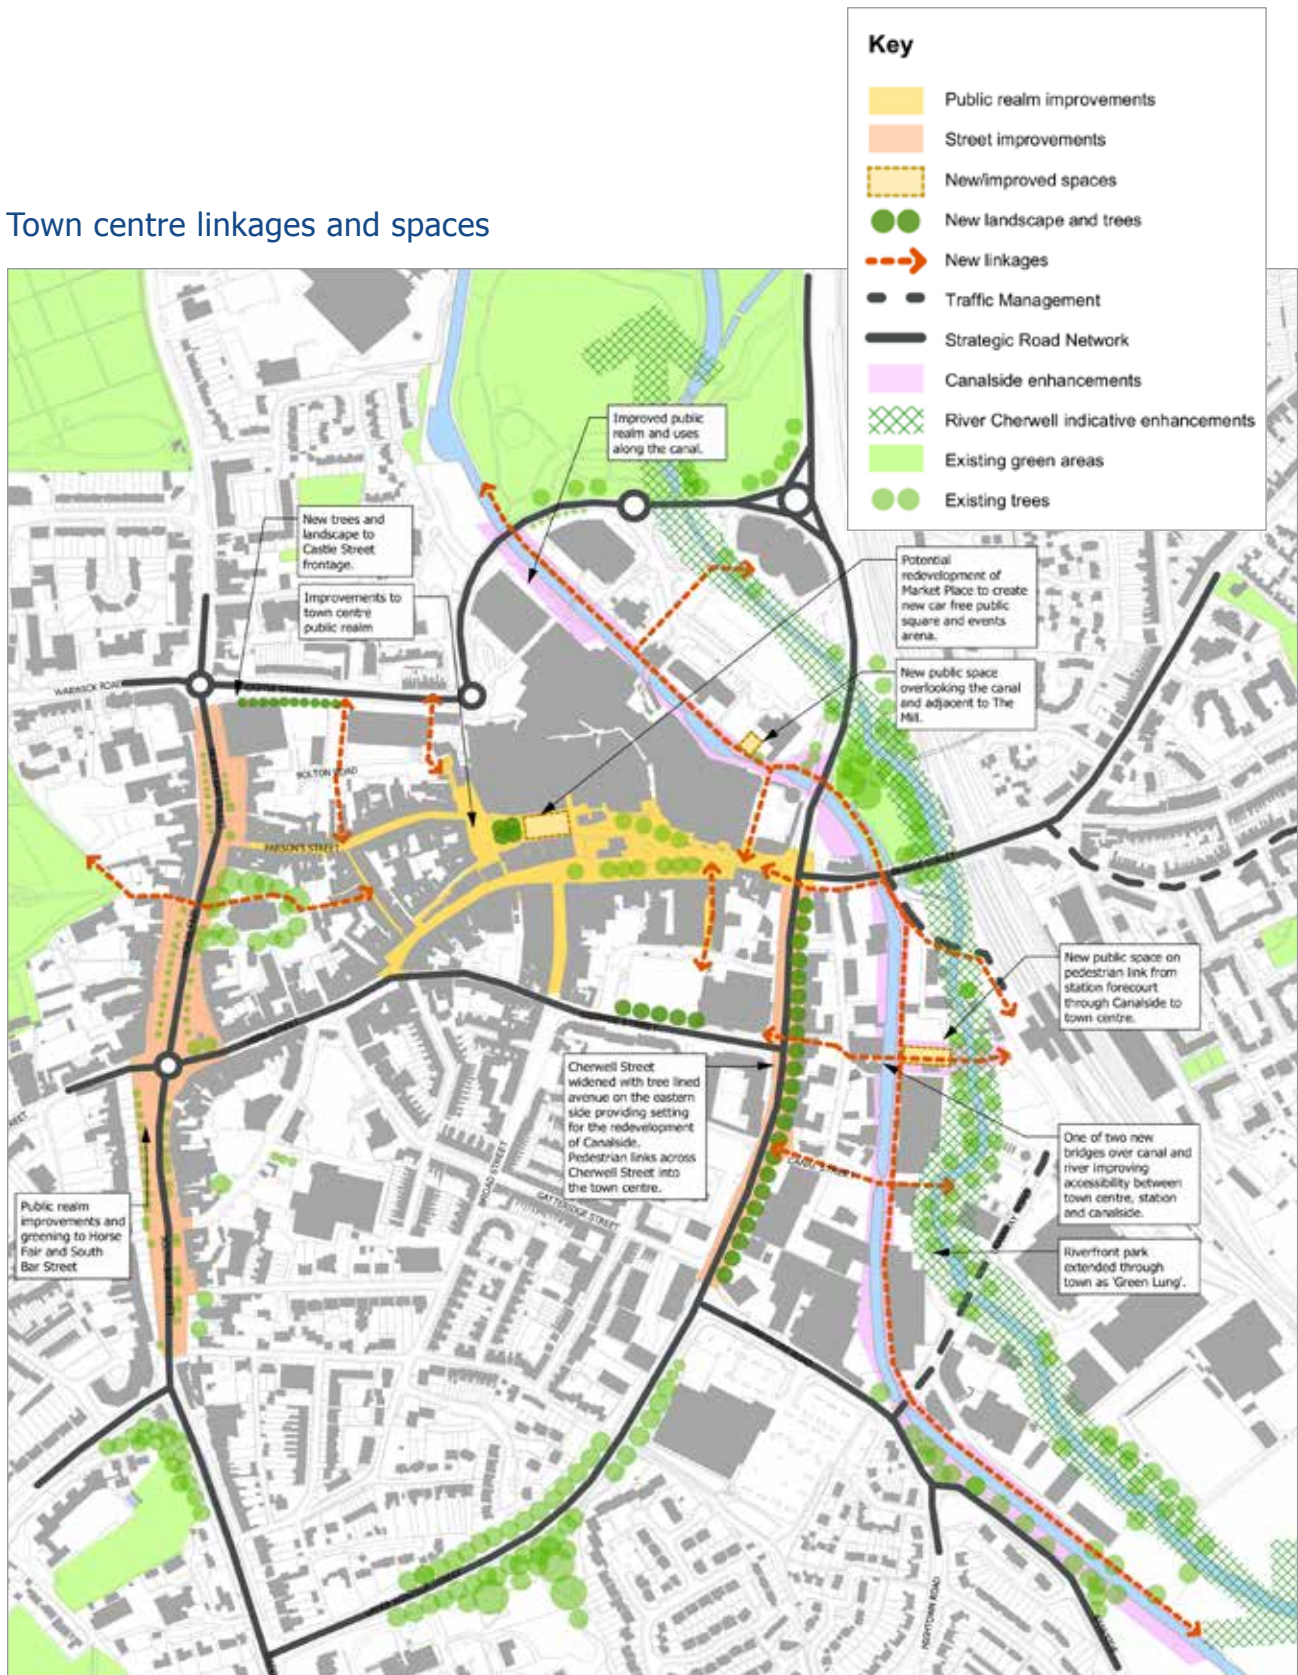 Key
Public realm improvements
Street improvements
New/improved spaces
New landscape and trees
New linkages
Traffic Management
Strategic Road Network
Canalside enhancements
River Cherwell indicative enhancements
Existing green areas
Existing trees
Town centre linkages and spaces
Improved public
realm and uses
along the canal.
New trees and
landscape to
Castle Street
frontage.
Improvements to
town centre
public realm
Potential
redevelopment of
Market Place to create
new car free public
square and events
arena.
New public space
overlooking the canal
and adjacent to The
Mill.
WARWICK ROAD
CASTLE STREET
BOLTON ROAD
PARSON'S STREET
New public space on
pedestrian link from
station forecourt
through Canalside to
town centre.
Cherwell Street
widened with tree lined
avenue on the eastern
side providing setting
for the redevelopment
of Canalside.
Pedestrian links across
Cherwell Street into
the town centre.
One of two new
bridges over canal and
river improving
accessibility between
town centre, station
and canalside.
CANAL STREET
BROAD STREET
GATTERIDGE STREET
Public realm
improvements and
greening to Horse
Fair and South
Bar Street
Riverfront park
extended through
town as 'Green Lung'.
HIGHTOWN ROAD